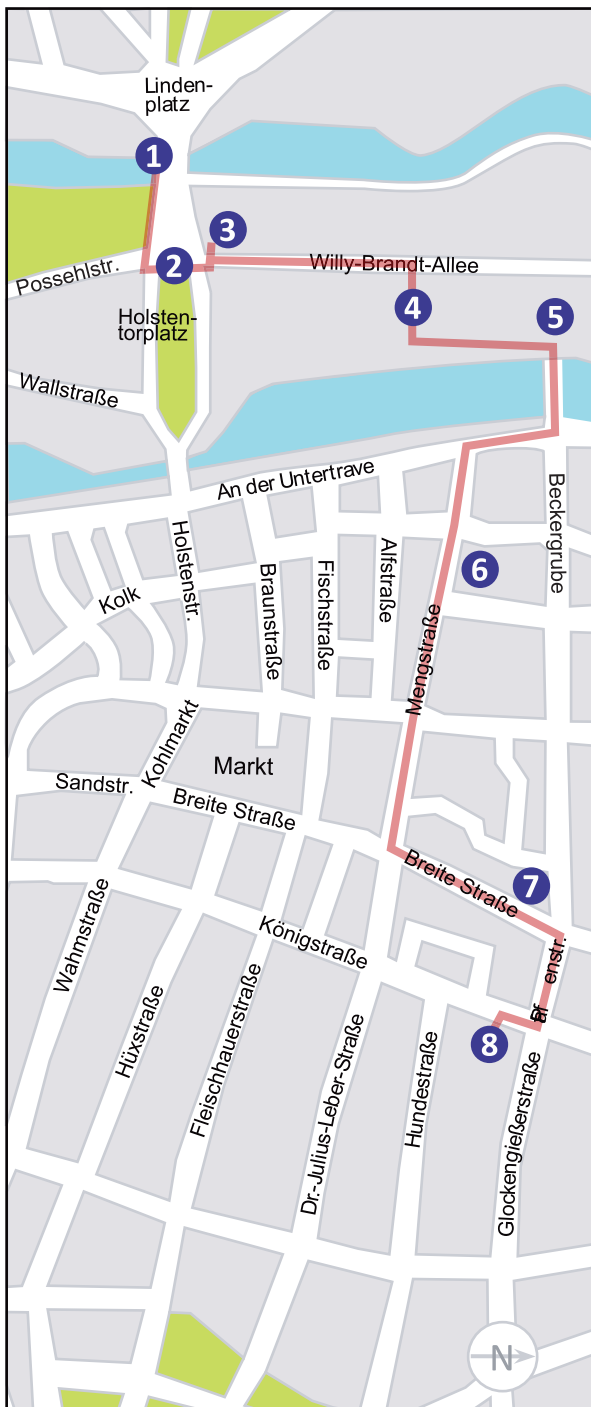 Linden-
platz
1
3
2
Willy-Brandt-Allee
Possehlstr.
4
5
Holsten-
torplatz
Wallstraße
An der Untertrave
Beckergrube
Holstenstr.
Alfstraße
Fischstraße
Braunstraße
6
Kolk
Mengstraße
Kohlmarkt
Markt
Sandstr.
Breite Straße
Breite Straße
7
Königstraße
enstr.
Wahmstraße
Hüxstraße
Fleischhauerstraße
8
Dr.-Julius-Leber-Straße
Hundestraße
Glockengießerstraße
N